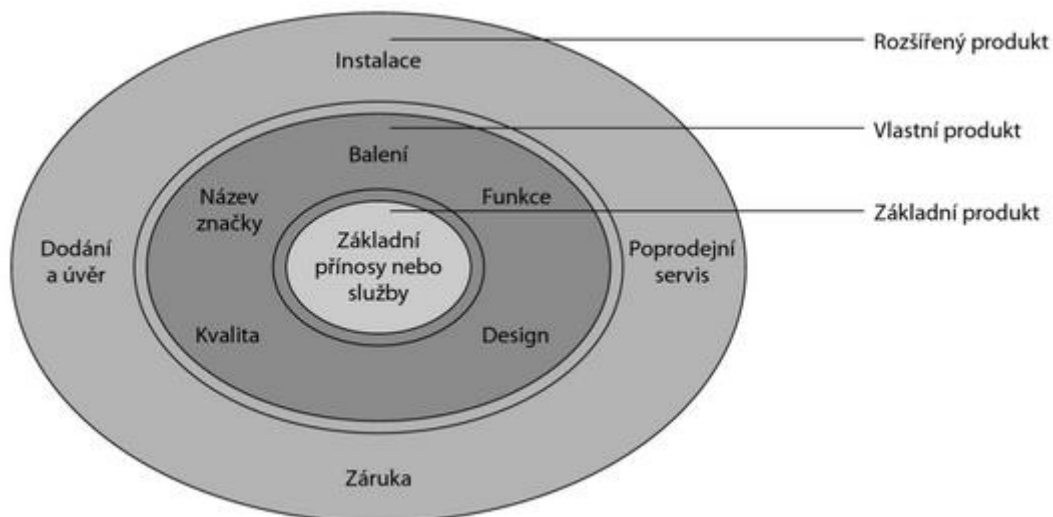 Rozšířený produkt
Instalace
Vlastní produkt
Balení
Název
značky
Funkce
Základní produkt
Základní
přínosy nebo
služby
Dodání
a úvěr
Poprodejní
servis
Kvalita
Design
Záruka